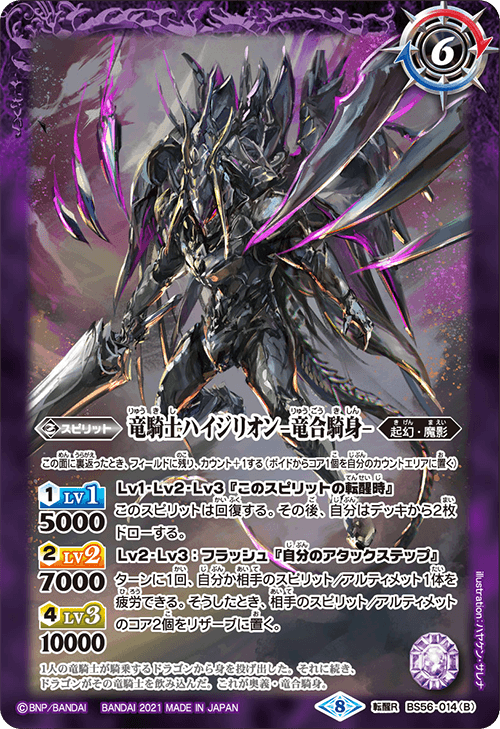 6
②スピリット 竜騎士ハイジリオン-竜合騎身- 起幻・魔影
この面に裏返ったとき、フィールドに残り、カウント+1する(ボイドからコア1個を自分のカウントエリアに置く)
1 LV1 5000
Lv1・Lv2・Lv3『このスピリットの転醒時』
このスピリットは回復する。その後、自分はデッキから2枚
ドローする。
2 LV2 7000
Lv2・Lv3:フラッシュ『自分のアタックステップ』
ターンに1回、自分か相手のスピリット/アルティメット1体を
疲労できる。そうしたとき、相手のスピリット/アルティメット
のコア2個をリザーブに置く。
4 LV3 10000
1人の竜騎士が騎乗するドラゴンから身を投げ出した。それに続き、
ドラゴンがその竜騎士を飲み込んだ。これが奥義・竜合騎身。
illustration:ハヤケン・サレナ
©BNP/BANDAI BANDAI 2021 MADE IN JAPAN 8 転醒R BS56-014(B)